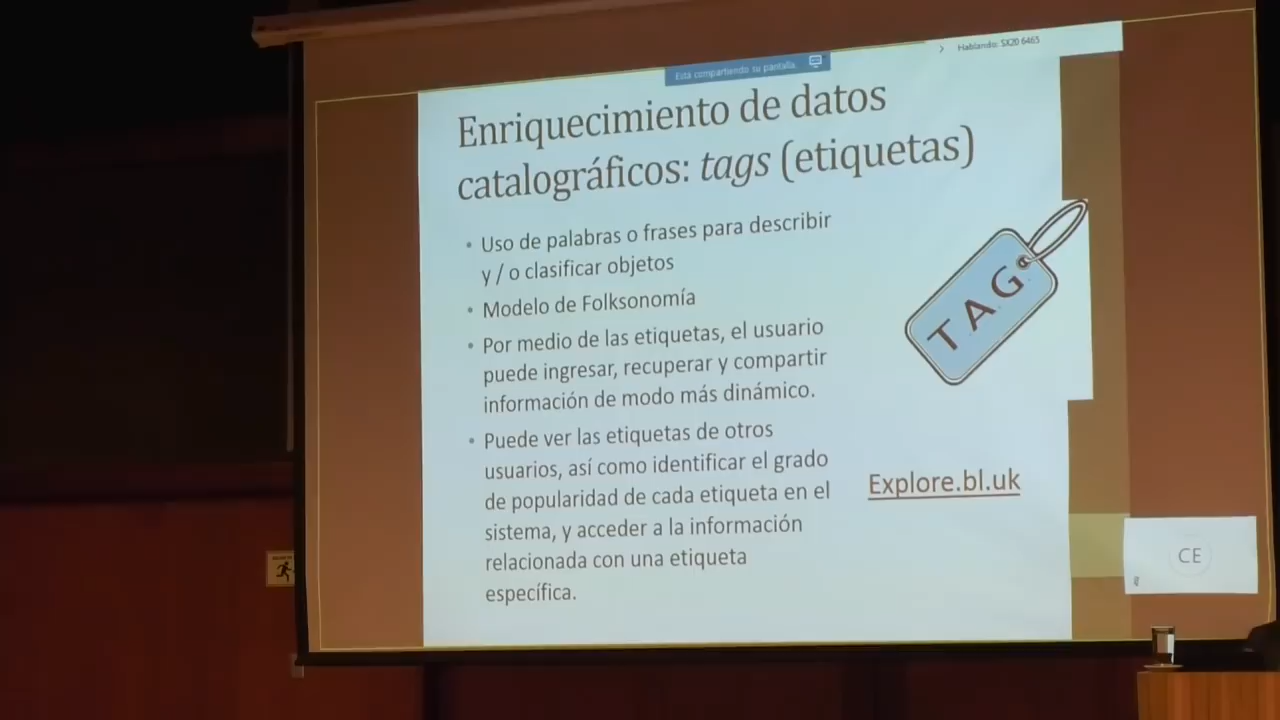 Hablando: SX20 6465
Está compartiendo su pantalla.
Enriquecimiento de datos
catalográficos: tags (etiquetas)
• Uso de palabras o frases para describir
y / o clasificar objetos
• Modelo de Folksonomía
• Por medio de las etiquetas, el usuario
puede ingresar, recuperar y compartir
información de modo más dinámico.
• Puede ver las etiquetas de otros
usuarios, así como identificar el grado
de popularidad de cada etiqueta en el
sistema, y acceder a la información
relacionada con una etiqueta
específica.
TAG
Explore.bl.uk
CE